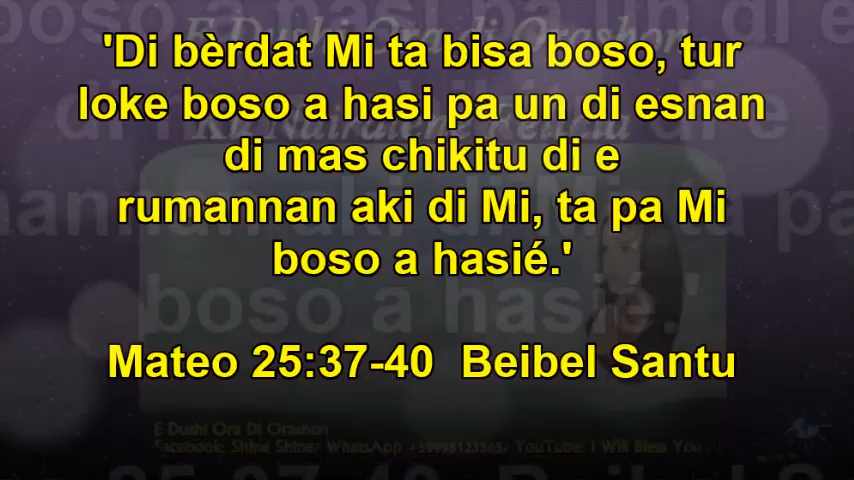 'Di bèrdat Mi ta bisa boso, tur
loke boso a hasi pa un di esnan
di mas chikitu di e
rumannan aki di Mi, ta pa Mi
boso a hasié.'
Mateo 25:37-40 Beibel Santu
E Dushi Ora Di Orashon
Facebook: Shine Shine/ WhatsApp YouTube: I Will Bless You